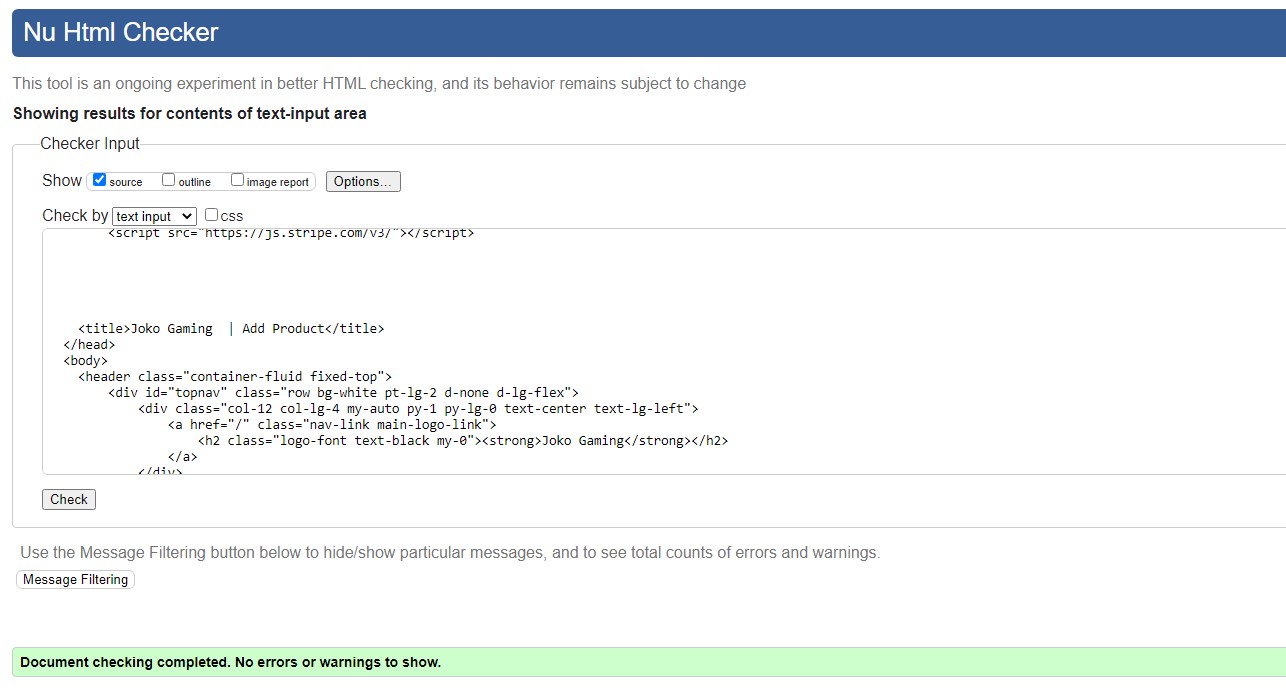 Nu Html Checker
This tool is an ongoing experiment in better HTML checking, and its behavior remains subject to change
Showing results for contents of text-input area
Checker Input
Show source outline image report Options...
Check by text input css
<script src="https://js.stripe.com/v3/"></script>
<title>Joko Gaming  | Add Product</title>
</head>
<body>
<header class="container-fluid fixed-top">
<div id="topnav" class="row bg-white pt-lg-2 d-none d-lg-flex">
<div class="col-12 col-lg-4 my-auto py-1 py-lg-0 text-center text-lg-left">
<a href="/" class="nav-link main-logo-link">
<h2 class="logo-font text-black my-0"><strong>Joko Gaming</strong></h2>
</a>
</div>
Check
Use the Message Filtering button below to hide/show particular messages, and to see total counts of errors and warnings.
Message Filtering
Document checking completed. No errors or warnings to show.